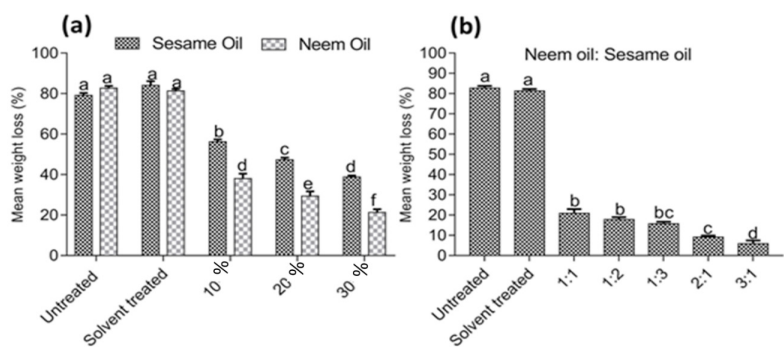 (a)
Sesame Oil Neem Oil
Mean weight loss (%)
100
80
60
40
20
0
a a a a b d c e d f
Untreated
Solvent treated
10 %
20 %
30 %
(b)
Neem oil: Sesame oil
Mean weight loss (%)
100
90
80
70
60
50
40
30
20
10
0
a a b b bc c d
Untreated
Solvent treated
1:1
1:2
1:3
2:1
3:1